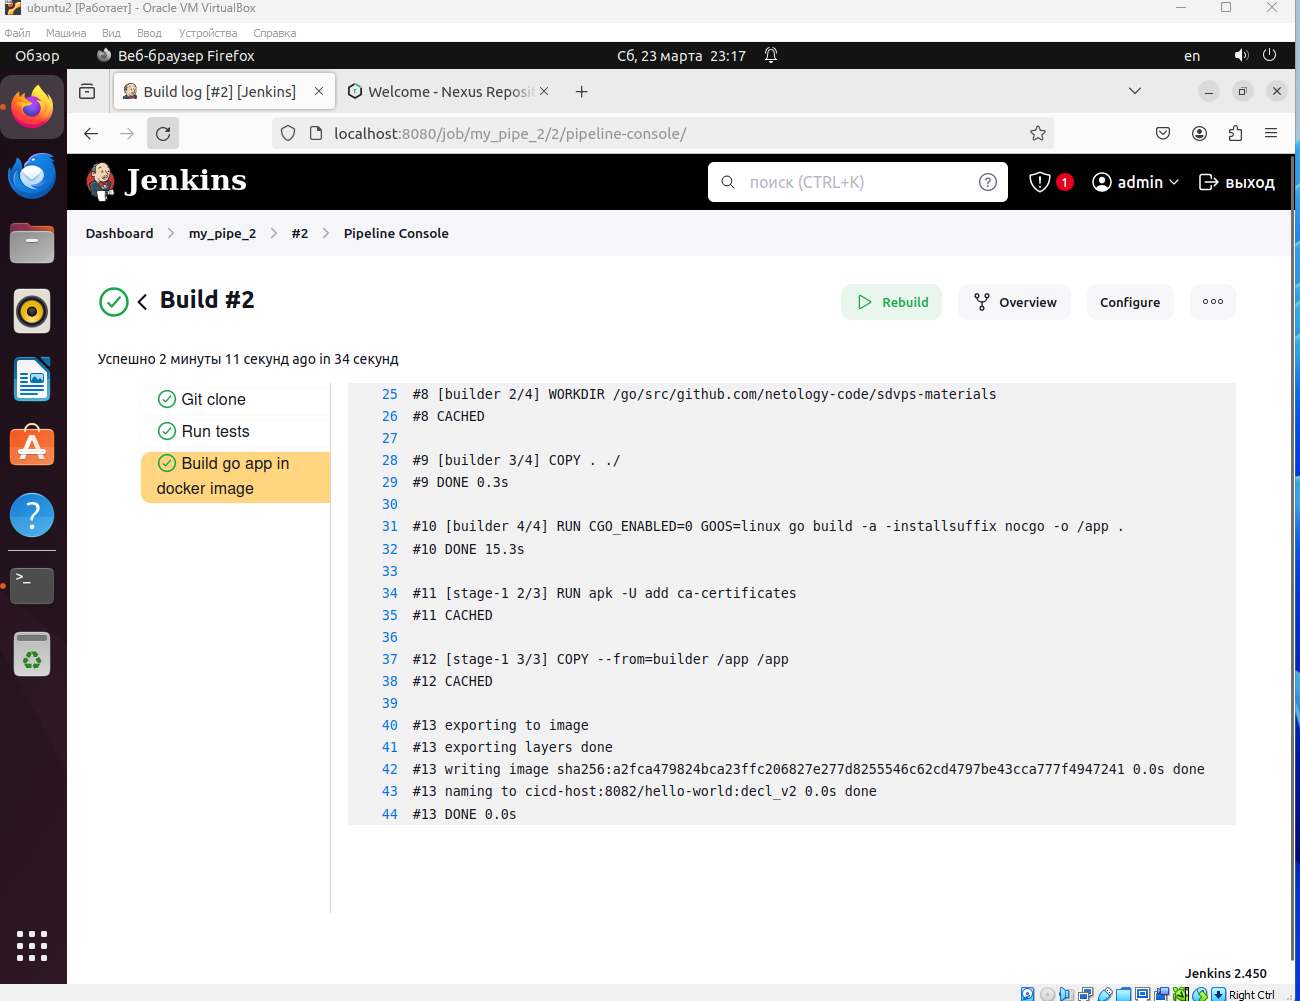 ubuntu2 [Работает] - Oracle VM VirtualBox
Файл Машина Вид Ввод Устройства Справка
Обзор Веб-браузер Firefox Сб, 23 марта 23:17 en
Build log [#2] [Jenkins] Welcome - Nexus Reposi
localhost:8080/job/my_pipe_2/2/pipeline-console/
Jenkins поиск (CTRL+K) 1 admin выход
Dashboard my_pipe_2 #2 Pipeline Console
Build #2 Rebuild Overview Configure
Успешно 2 минуты 11 секунд ago in 34 секунд
Git clone
Run tests
Build go app in
docker image
25 #8 [builder 2/4] WORKDIR /go/src/github.com/netology-code/sdvps-materials
26 #8 CACHED
27
28 #9 [builder 3/4] COPY . ./
29 #9 DONE 0.3s
30
31 #10 [builder 4/4] RUN CGO_ENABLED=0 GOOS=linux go build -a -installsuffix nocgo -o /app .
32 #10 DONE 15.3s
33
34 #11 [stage-1 2/3] RUN apk -U add ca-certificates
35 #11 CACHED
36
37 #12 [stage-1 3/3] COPY --from=builder /app /app
38 #12 CACHED
39
40 #13 exporting to image
41 #13 exporting layers done
42 #13 writing image sha256:a2fca479824bca23ffc206827e277d8255546c62cd4797be43cca777f4947241 0.0s done
43 #13 naming to cicd-host:8082/hello-world:decl_v2 0.0s done
44 #13 DONE 0.0s
Jenkins 2.450
Right Ctrl